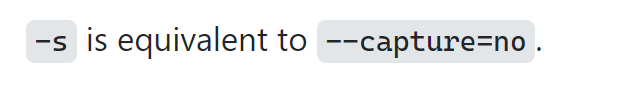 -s is equivalent to --capture=no.